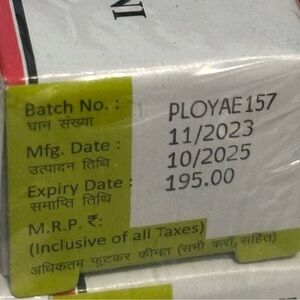 IN
Batch No. : PLOYAE157
घान संख्या
Mfg. Date : 11/2023
उत्पादन तिथि
Expiry Date : 10/2025
समाप्ति तिथि
M.R.P. ₹: 195.00
(Inclusive of all Taxes)
अधिकतम फूटकर कीमत (सभी करों सहित)